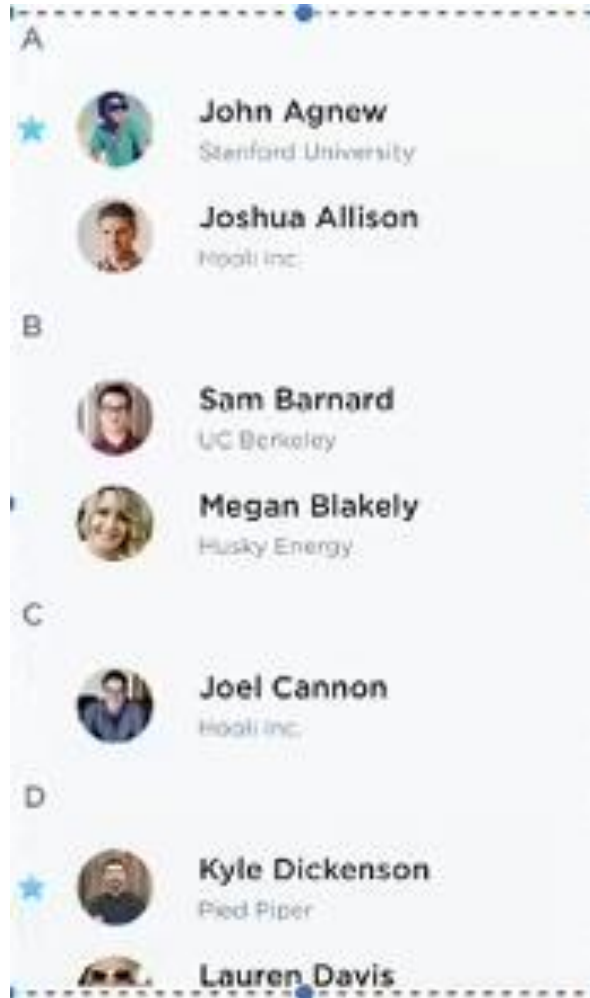 A
John Agnew
Stanford University
Joshua Allison
Hooli Inc.
B
Sam Barnard
UC Berkeley
Megan Blakely
Husky Energy
C
Joel Cannon
Hooli Inc.
D
Kyle Dickenson
Pied Piper
Lauren Davis